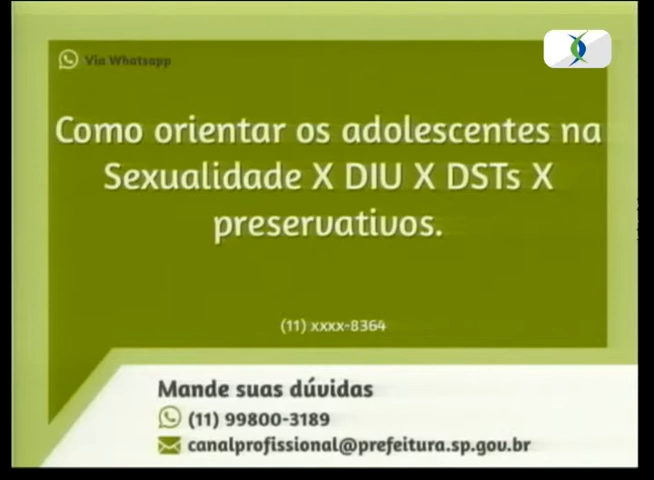 Via Whatsapp
Como orientar os adolescentes na
Sexualidade X DIU X DSTs X
preservativos.
(11) xxxx-8364
Mande suas dúvidas
(11) 99800-3189
canalprofissional@prefeitura.sp.gov.br